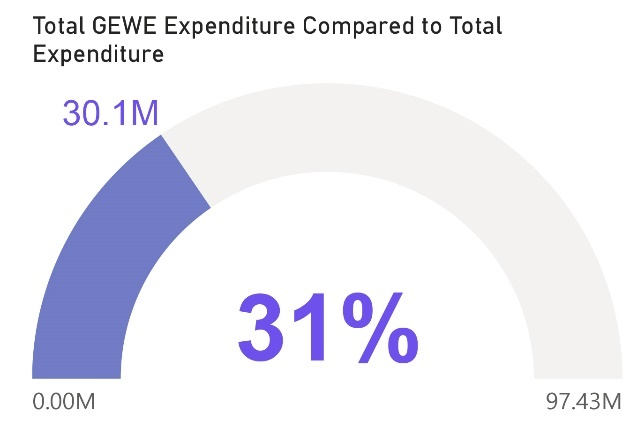 Total GEWE Expenditure Compared to Total
Expenditure
30.1M
31%
0.00M
97.43M